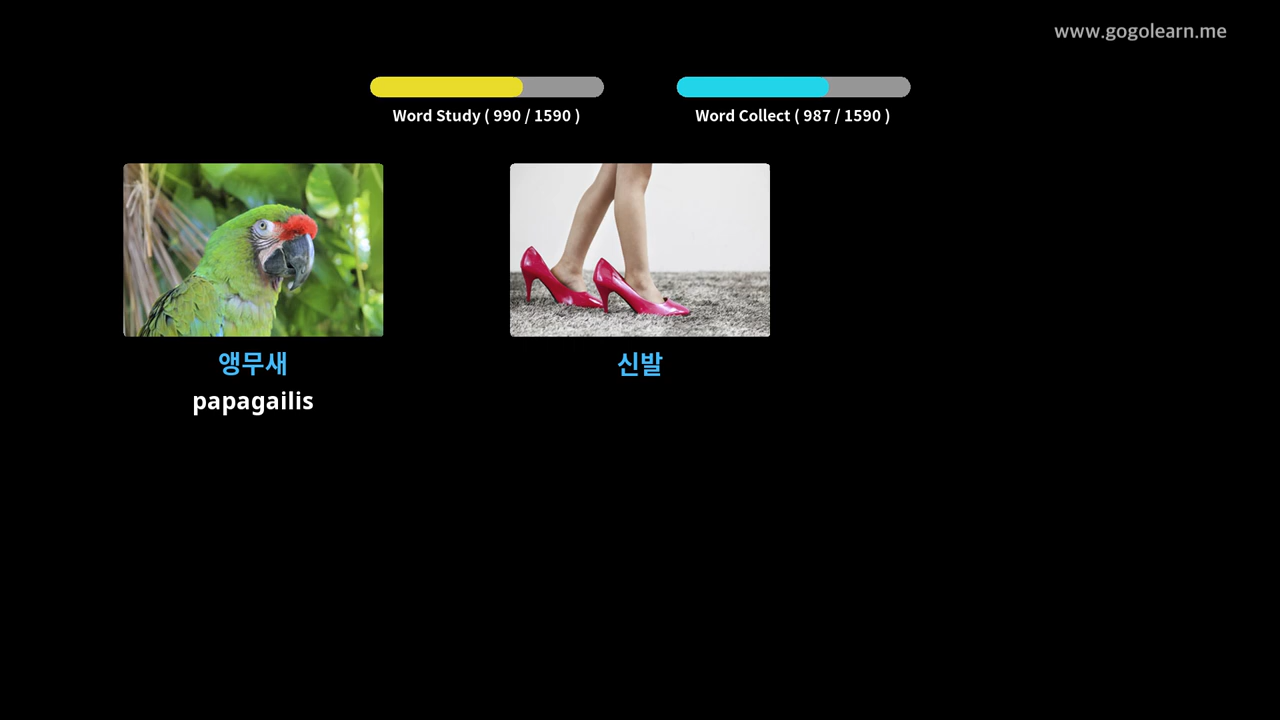 www.gogolearn.me
Word Study ( 990 / 1590 )
Word Collect ( 987 / 1590 )
앵무새
papagailis
신발